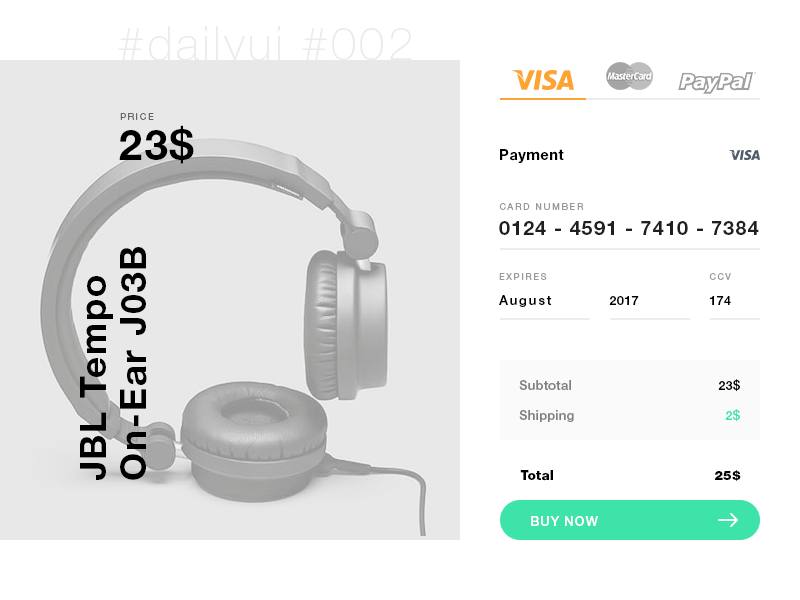 #dailyui #002
PRICE
23$
JBL Tempo
On-Ear J03B
VISA
MasterCard
PayPal
Payment
VISA
CARD NUMBER
0124 - 4591 - 7410 - 7384
EXPIRES
CCV
August
2017
174
Subtotal
23$
Shipping
2$
Total
25$
BUY NOW